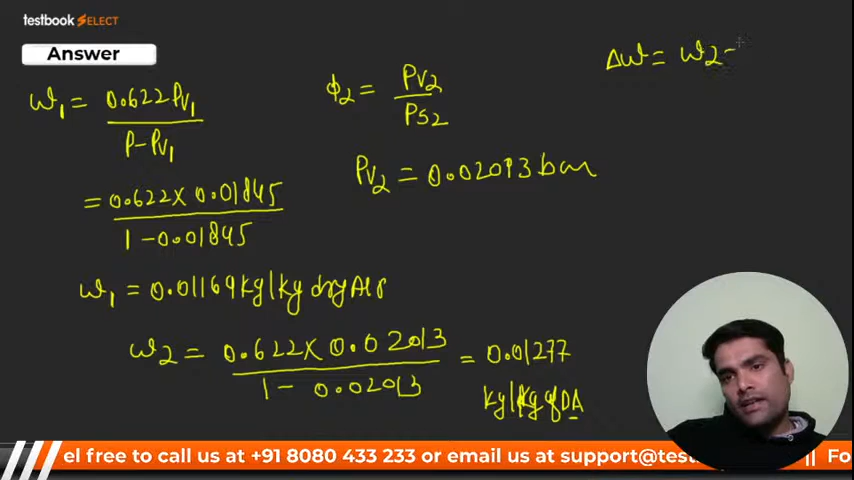 testbook SELECT
Answer
ω₁ = 0.622 Pv₁ / P-Pv₁
= 0.622 × 0.01845 / 1-0.01845
ω₁ = 0.01169 kg/kg dry Air
ω₂ = 0.622 × 0.02013 / 1- 0.02013 = 0.01277
kg/kg of DA
ϕ₂ = Pv₂ / Ps₂
Pv₂ = 0.02013 bar
Δω = ω₂-
el free to call us at +91 8080 433 233 or email us at support@test
m || Fo